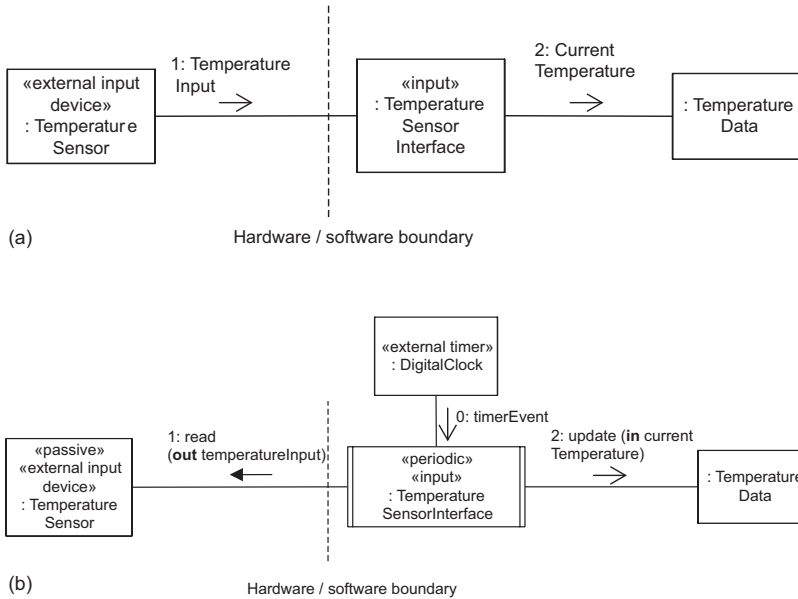 1: Temperature
Input
2: Current
Temperature
«external input
device»
: Temperature
Sensor
«input»
: Temperature
Sensor
Interface
: Temperature
Data
(a)
Hardware / software boundary
«external timer»
: DigitalClock
0: timerEvent
1: read
(out temperatureInput)
2: update (in current
Temperature)
«passive»
«external input
device»
: Temperature
Sensor
«periodic»
«input»
: Temperature
SensorInterface
: Temperature
Data
(b)
Hardware / software boundary